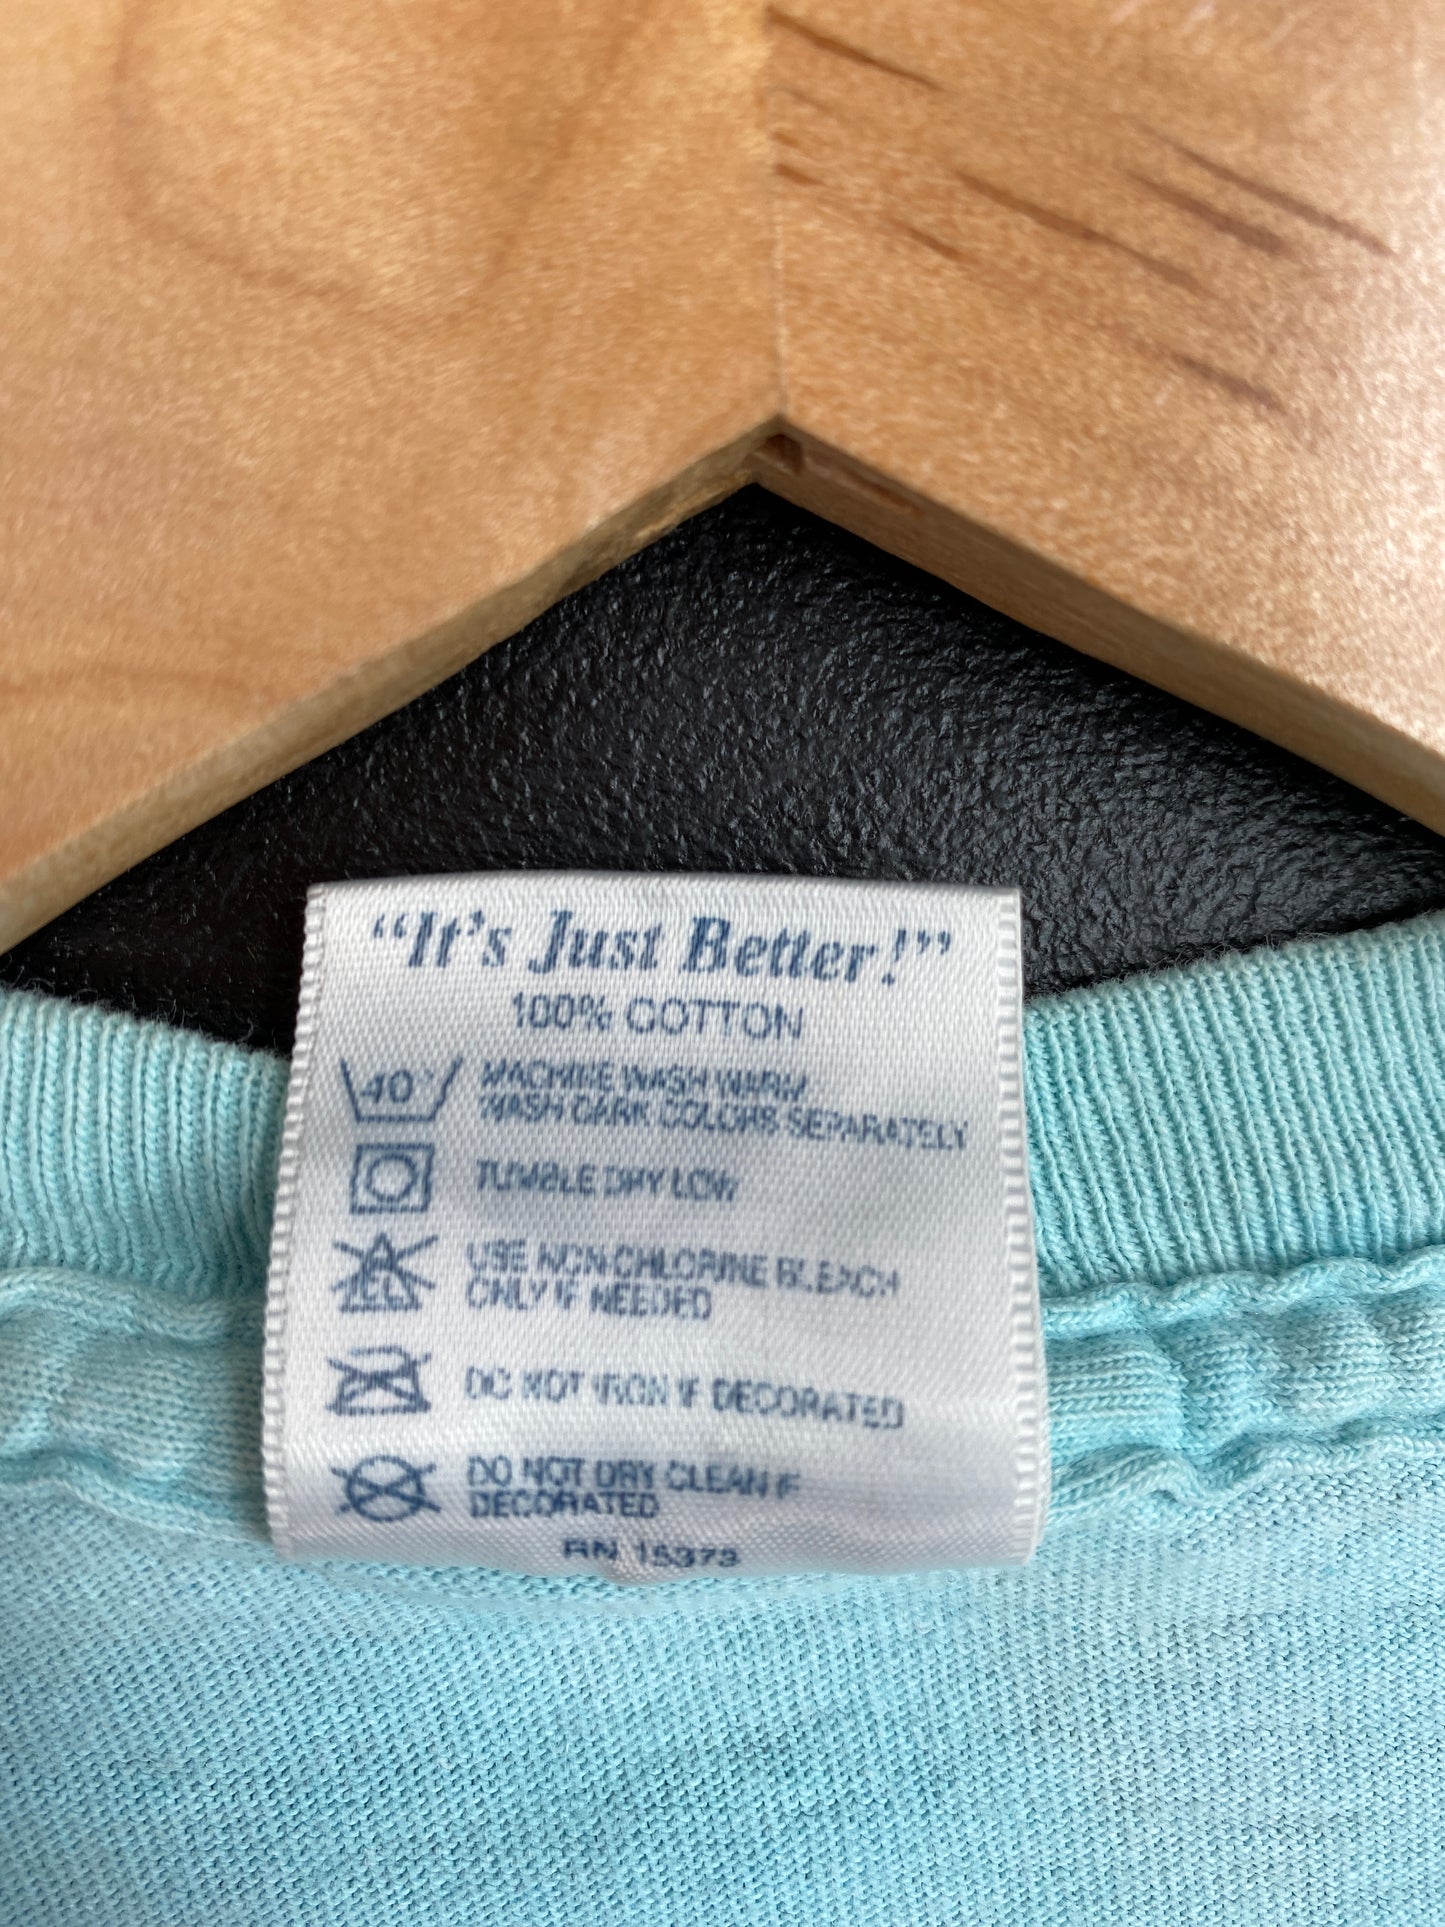 “It's Just Better!”
100% COTTON
40° MACHINE WASH WARM
WASH DARK COLORS SEPARATELY
TUMBLE DRY LOW
CL USE NON-CHLORINE BLEACH
ONLY IF NEEDED
DO NOT IRON IF DECORATED
DO NOT DRY CLEAN IF
DECORATED
RN 15373